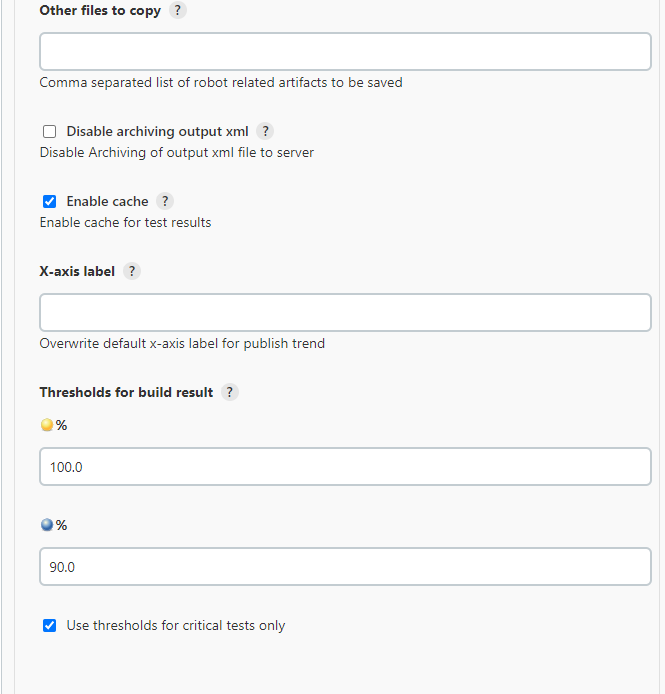 Other files to copy ?
Comma separated list of robot related artifacts to be saved
Disable archiving output xml ?
Disable Archiving of output xml file to server
Enable cache ?
Enable cache for test results
X-axis label ?
Overwrite default x-axis label for publish trend
Thresholds for build result ?
%
100.0
%
90.0
Use thresholds for critical tests only